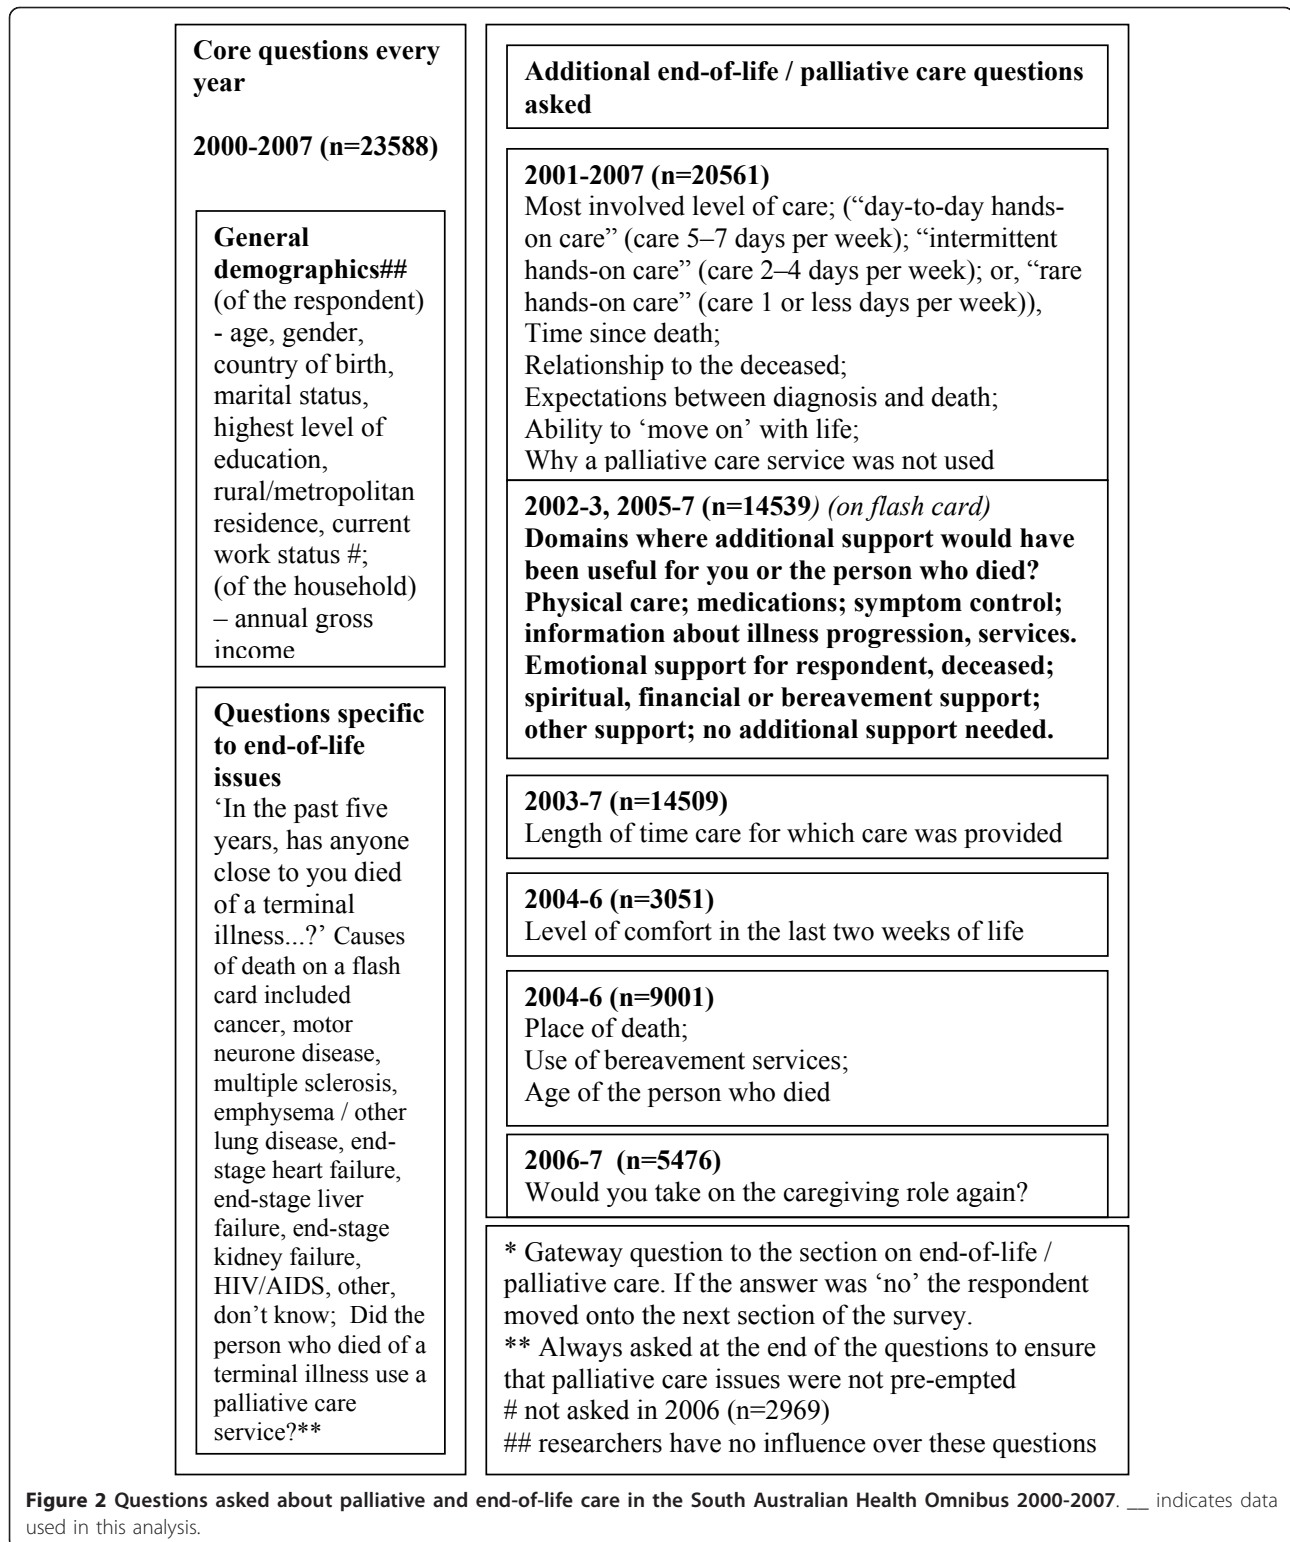 Core questions every
year
2000-2007 (n=23588)
General
demographics##
(of the respondent)
- age, gender,
country of birth,
marital status,
highest level of
education,
rural/metropolitan
residence, current
work status #;
(of the household)
– annual gross
income
Questions specific
to end-of-life
issues
‘In the past five
years, has anyone
close to you died
of a terminal
illness...?’ Causes
of death on a flash
card included
cancer, motor
neurone disease,
multiple sclerosis,
emphysema / other
lung disease, end-
stage heart failure,
end-stage liver
failure, end-stage
kidney failure,
HIV/AIDS, other,
don’t know;  Did the
person who died of a
terminal illness use a
palliative care
service?**
Additional end-of-life / palliative care questions
asked
2001-2007 (n=20561)
Most involved level of care; (“day-to-day hands-
on care” (care 5–7 days per week); “intermittent
hands-on care” (care 2–4 days per week); or, “rare
hands-on care” (care 1 or less days per week)),
Time since death;
Relationship to the deceased;
Expectations between diagnosis and death;
Ability to ‘move on’ with life;
Why a palliative care service was not used
2002-3, 2005-7 (n=14539) (on flash card)
Domains where additional support would have
been useful for you or the person who died?
Physical care; medications; symptom control;
information about illness progression, services.
Emotional support for respondent, deceased;
spiritual, financial or bereavement support;
other support; no additional support needed.
2003-7 (n=14509)
Length of time care for which care was provided
2004-6 (n=3051)
Level of comfort in the last two weeks of life
2004-6 (n=9001)
Place of death;
Use of bereavement services;
Age of the person who died
2006-7  (n=5476)
Would you take on the caregiving role again?
* Gateway question to the section on end-of-life /
palliative care. If the answer was ‘no’ the respondent
moved onto the next section of the survey.
** Always asked at the end of the questions to ensure
that palliative care issues were not pre-empted
# not asked in 2006 (n=2969)
## researchers have no influence over these questions
Figure 2 Questions asked about palliative and end-of-life care in the South Australian Health Omnibus 2000-2007. __ indicates data
used in this analysis.